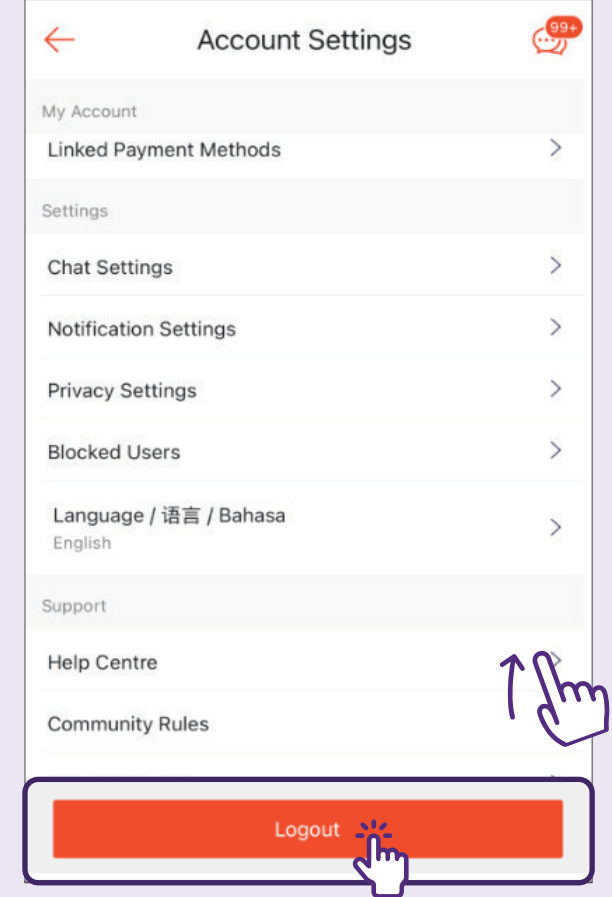 Account Settings
99+
My Account
Linked Payment Methods
Settings
Chat Settings
Notification Settings
Privacy Settings
Blocked Users
Language / 语言 / Bahasa
English
Support
Help Centre
Community Rules
Logout